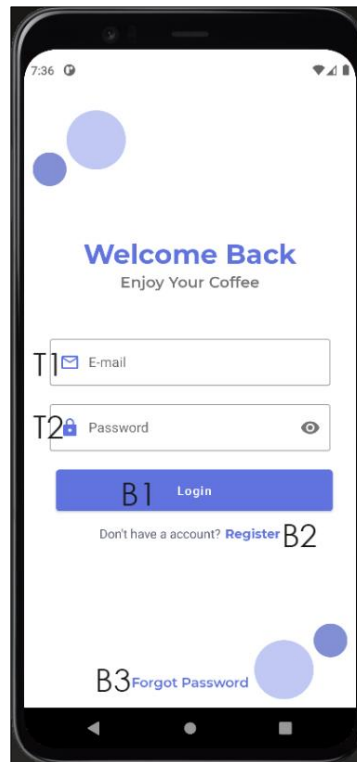 7:36
Welcome Back
Enjoy Your Coffee
T1 E-mail
T2 Password
B1 Login
Don't have a account? Register B2
B3 Forgot Password